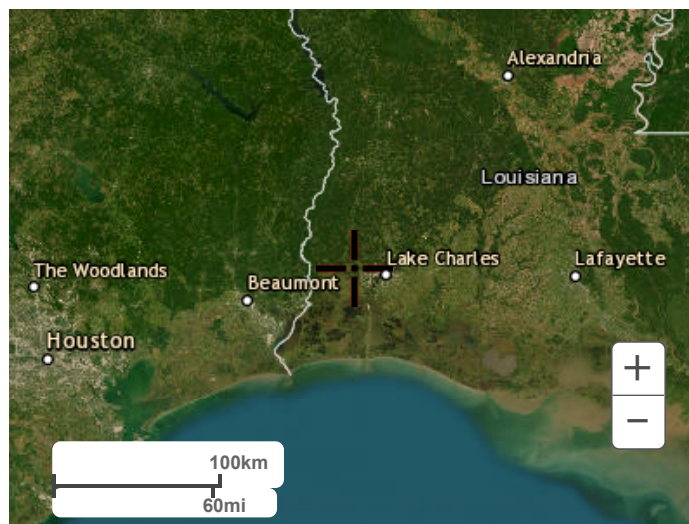 Alexandria
Louisiana
Lake Charles
Lafayette
The Woodlands
Beaumont
Houston
+
−
100km
60mi